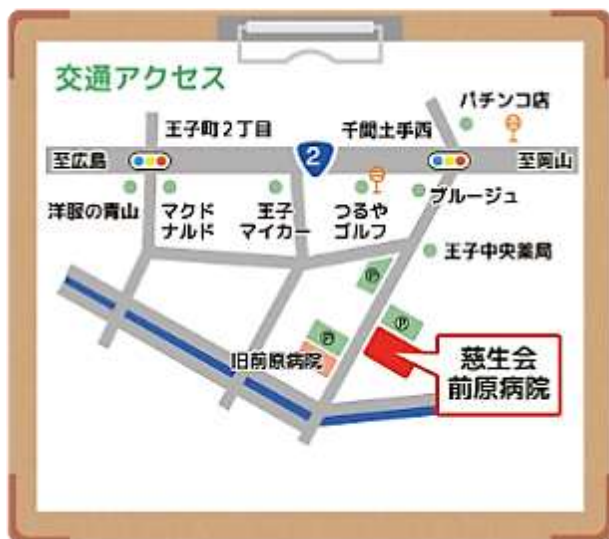 交通アクセス
パチンコ店
王子町2丁目
千間土手西
至広島
2
至岡山
洋服の青山
マクド
ナルド
王子
マイカー
つるや
ゴルフ
ブルージュ
王子中央薬局
P
P
P
旧前原病院
慈生会
前原病院